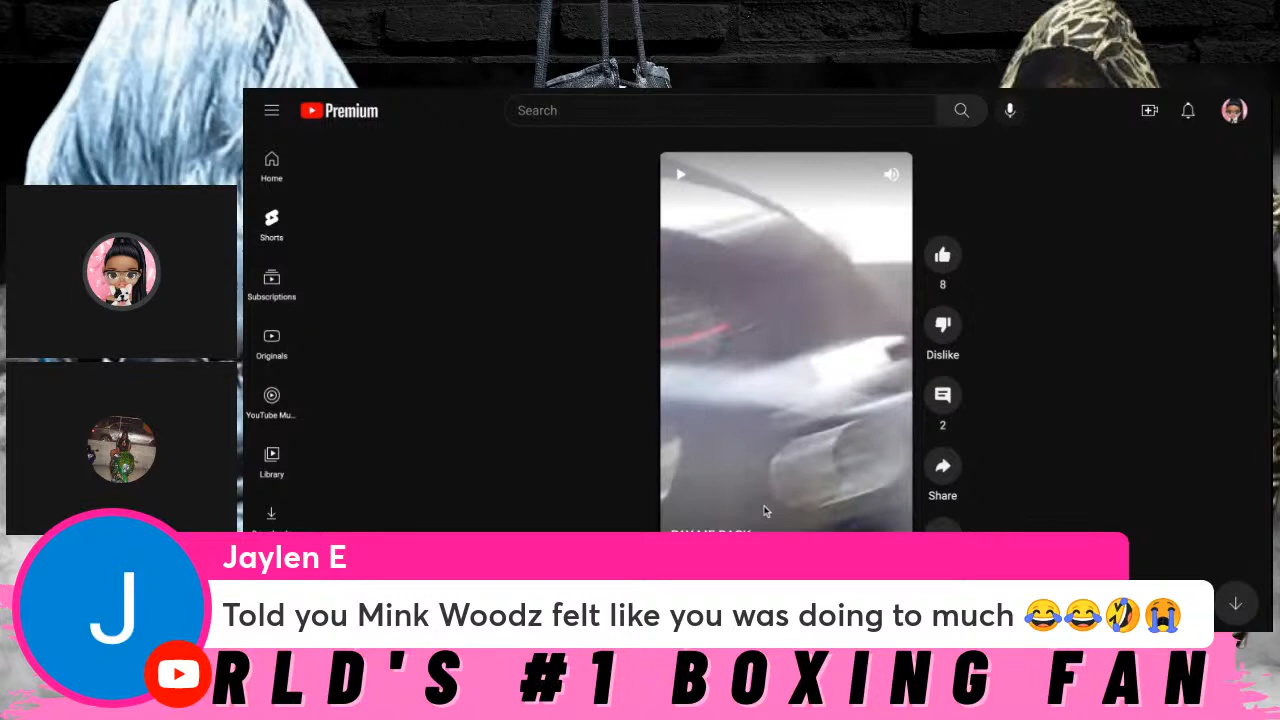 Premium
Search
Home
Shorts
Subscriptions
Originals
YouTube Mu...
Library
8
Dislike
2
Share
Jaylen E
J
Told you Mink Woodz felt like you was doing to much 😂😂🤣😭
RLD'S #1 BOXING FAN